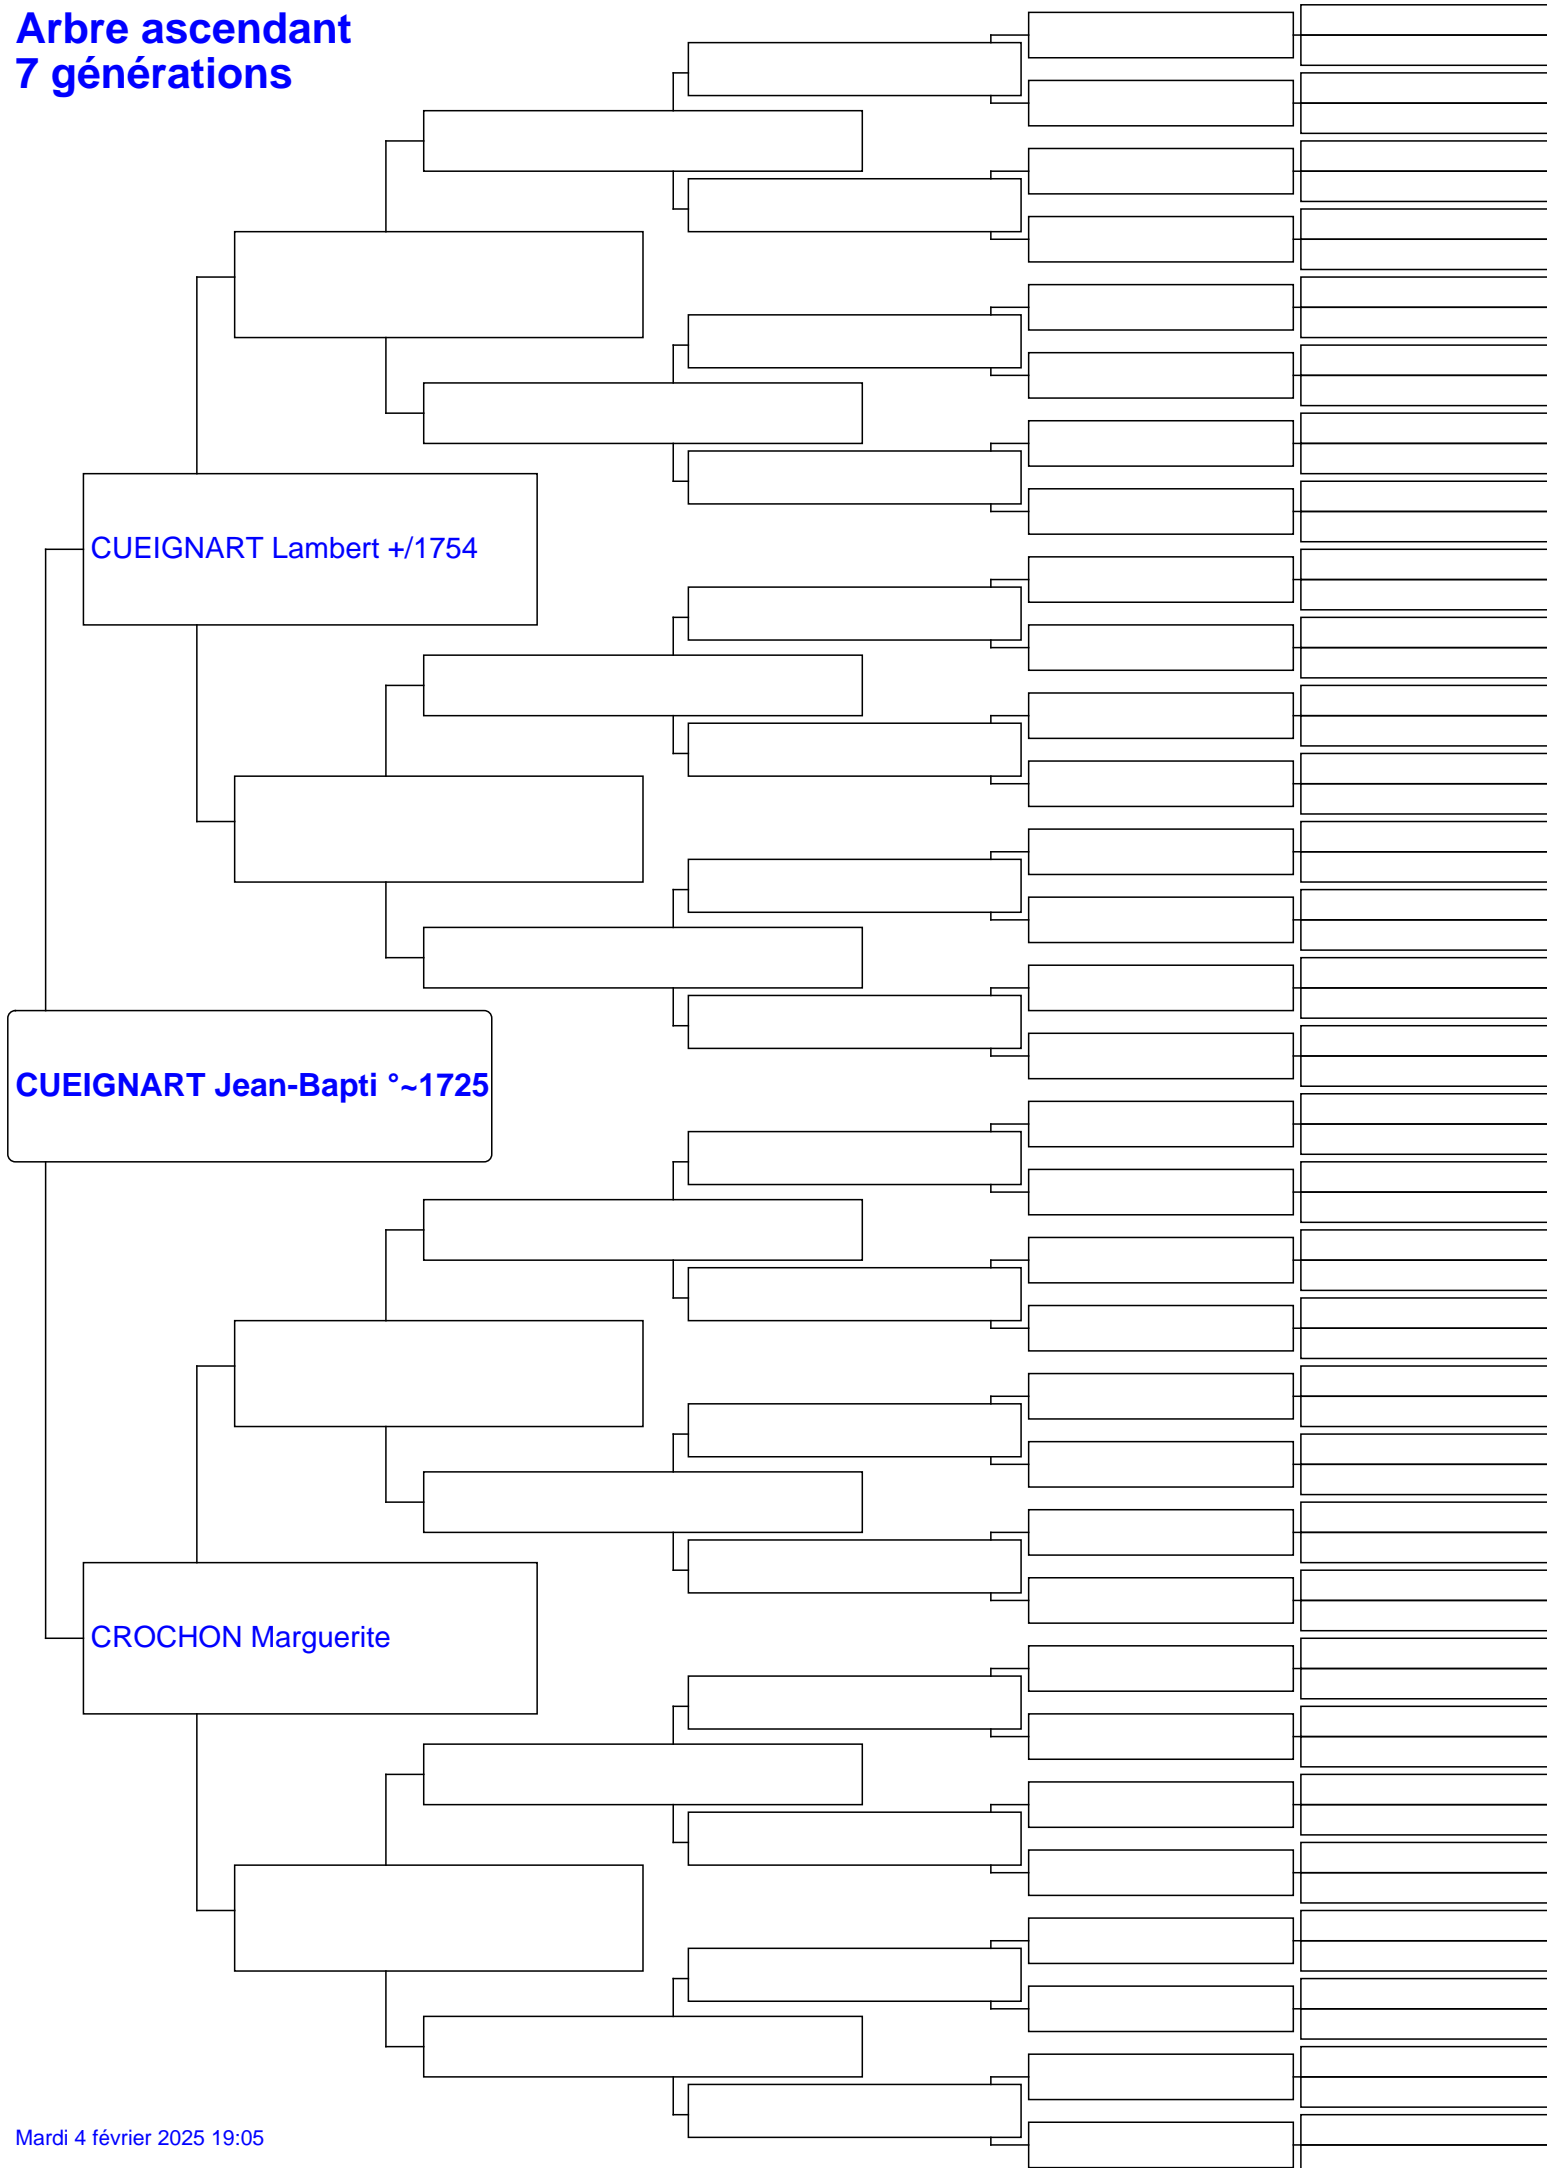 Arbre ascendant
7 générations
CUEIGNART Lambert +/1754
CUEIGNART Jean-Bapti °~1725
CROCHON Marguerite
Mardi 4 février 2025 19:05